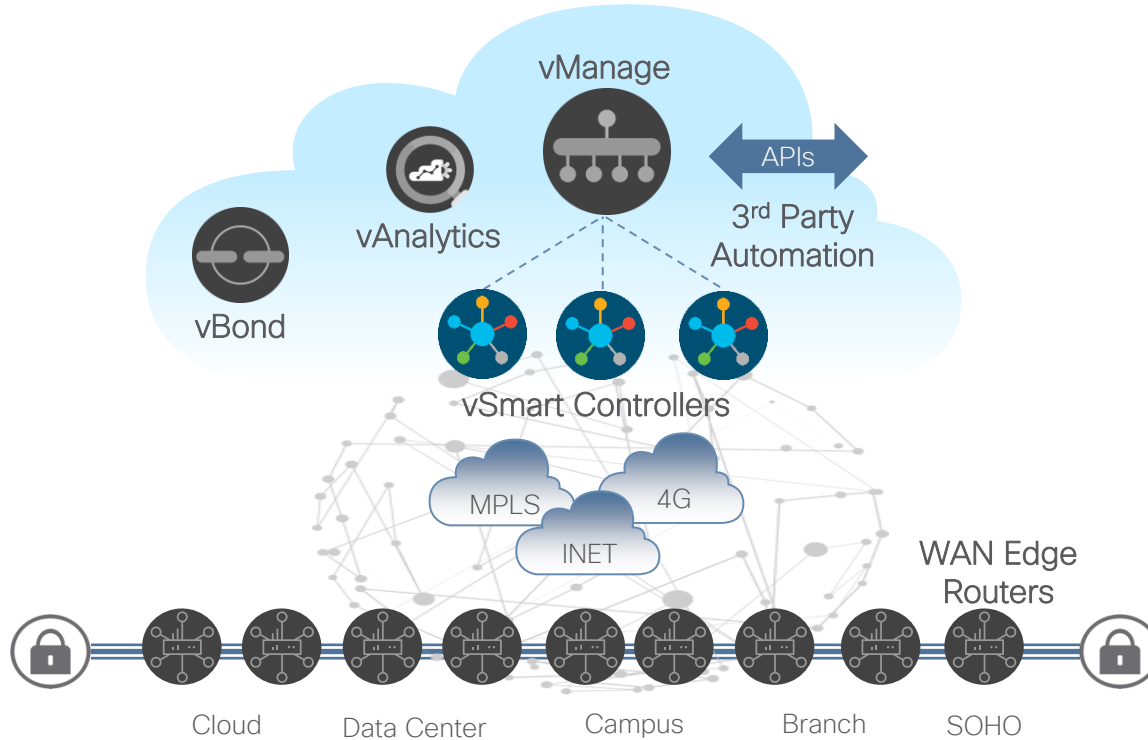 vManage
APIs
vAnalytics
3rd Party
Automation
vBond
vSmart Controllers
MPLS
4G
INET
WAN Edge
Routers
Cloud
Data Center
Campus
Branch
SOHO